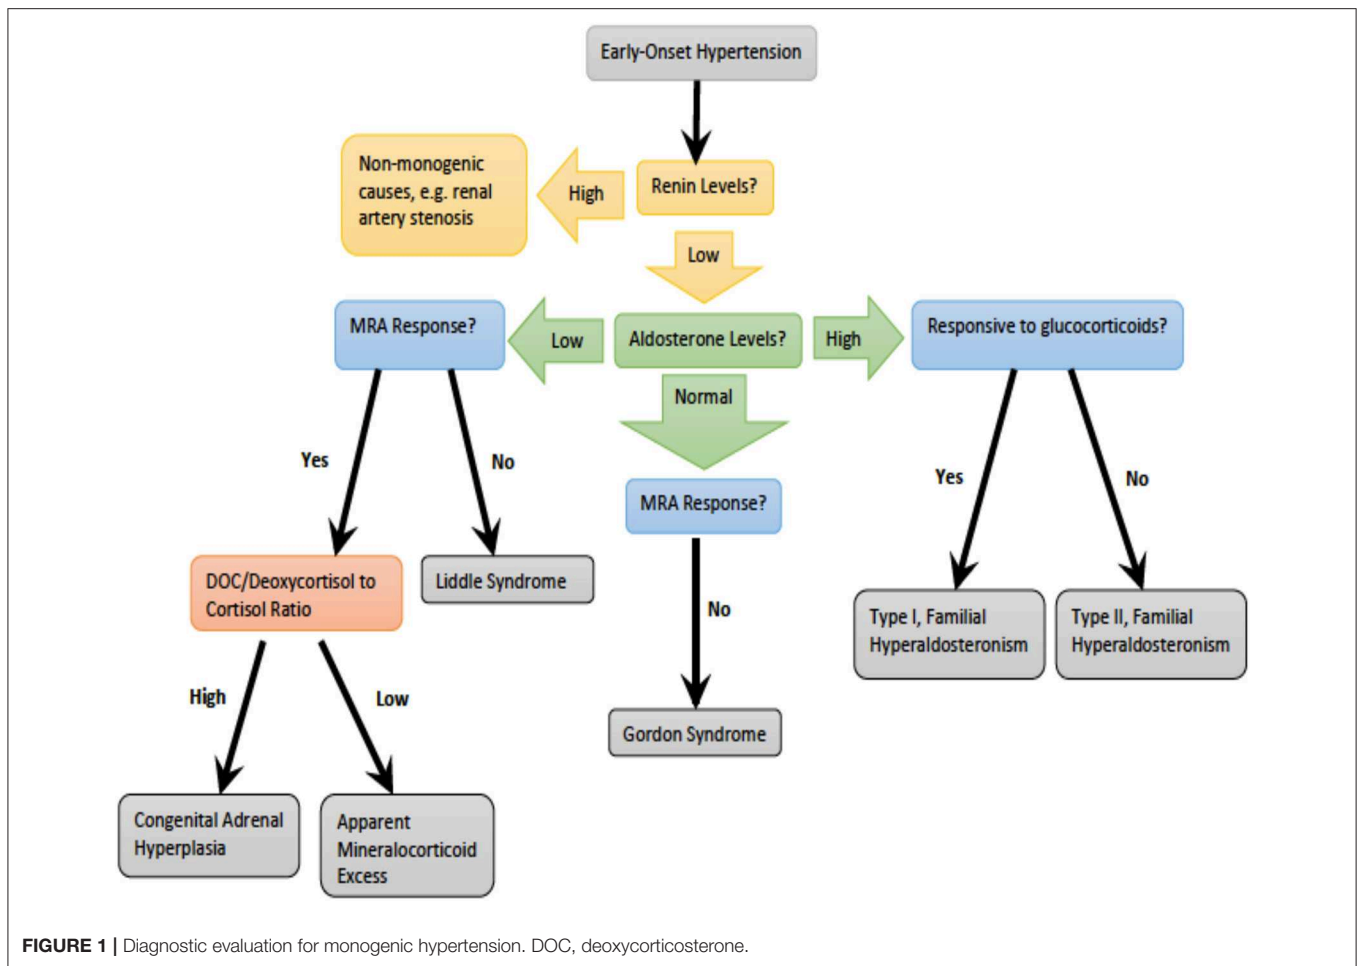 Early-Onset Hypertension
Non-monogenic
causes, e.g. renal
artery stenosis
High
Renin Levels?
Low
MRA Response?
Low
Aldosterone Levels?
High
Responsive to glucocorticoids?
Normal
Yes
No
MRA Response?
Yes
No
DOC/Deoxycortisol to
Cortisol Ratio
Liddle Syndrome
No
Type I, Familial
Hyperaldosteronism
Type II, Familial
Hyperaldosteronism
High
Low
Gordon Syndrome
Congenital Adrenal
Hyperplasia
Apparent
Mineralocorticoid
Excess
FIGURE 1 | Diagnostic evaluation for monogenic hypertension. DOC, deoxycorticosterone.